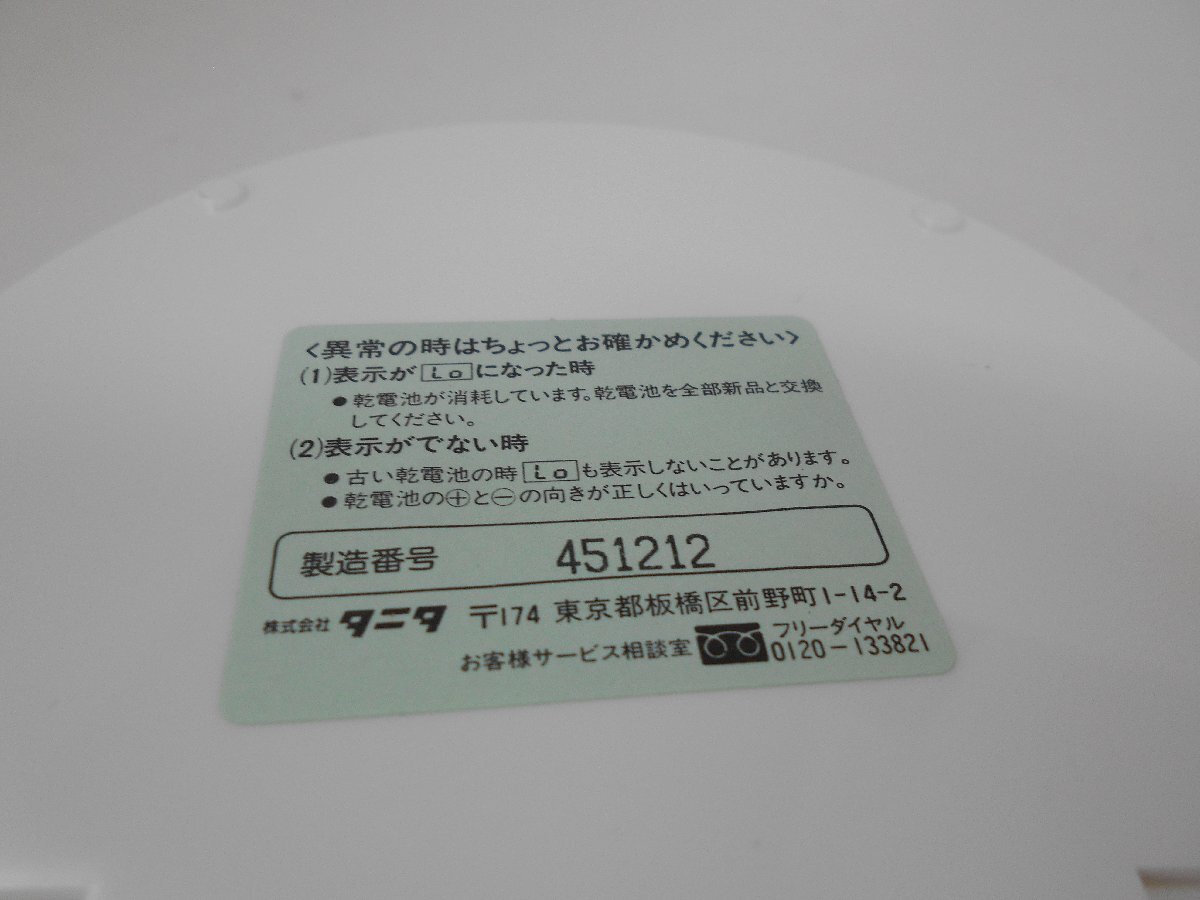 <異常の時はちょっとお確かめください>
(1)表示が Lo になった時
●乾電池が消耗しています。乾電池を全部新品と交換
してください。
(2)表示がでない時
●古い乾電池の時 Lo も表示しないことがあります。
●乾電池の⊕と⊖の向きが正しくはいっていますか。
製造番号 451212
株式会社 タニタ 〒174 東京都板橋区前野町1-14-2
お客様サービス相談室 フリーダイヤル
0120-133821